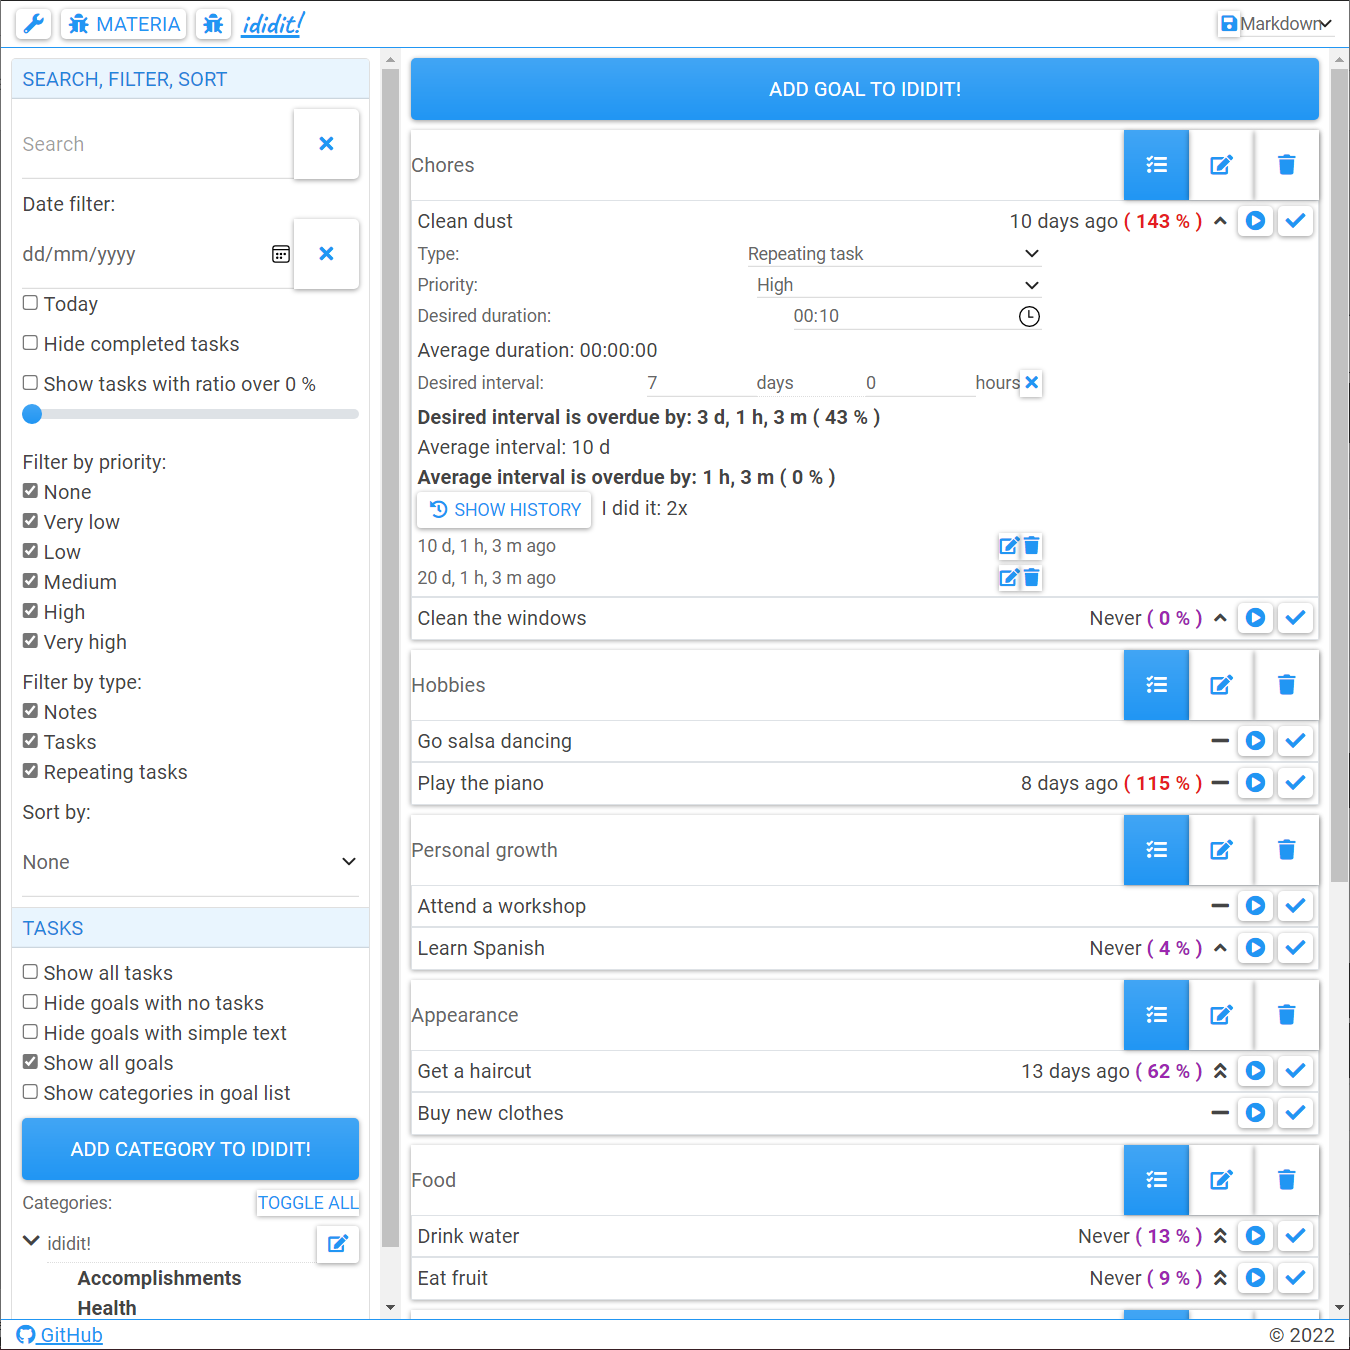 MATERIA
ididit!
Markdown
SEARCH, FILTER, SORT
Search
Date filter:
dd/mm/yyyy
Today
Hide completed tasks
Show tasks with ratio over 0 %
Filter by priority:
None
Very low
Low
Medium
High
Very high
Filter by type:
Notes
Tasks
Repeating tasks
Sort by:
None
TASKS
Show all tasks
Hide goals with no tasks
Hide goals with simple text
Show all goals
Show categories in goal list
ADD CATEGORY TO IDIDIT!
Categories:
TOGGLE ALL
ididit!
Accomplishments
Health
ADD GOAL TO IDIDIT!
Chores
Clean dust 10 days ago ( 143 % )
Type: Repeating task
Priority: High
Desired duration: 00:10
Average duration: 00:00:00
Desired interval: 7 days 0 hours
Desired interval is overdue by: 3 d, 1 h, 3 m ( 43 % )
Average interval: 10 d
Average interval is overdue by: 1 h, 3 m ( 0 % )
SHOW HISTORY I did it: 2x
10 d, 1 h, 3 m ago
20 d, 1 h, 3 m ago
Clean the windows Never ( 0 % )
Hobbies
Go salsa dancing
Play the piano 8 days ago ( 115 % )
Personal growth
Attend a workshop
Learn Spanish Never ( 4 % )
Appearance
Get a haircut 13 days ago ( 62 % )
Buy new clothes
Food
Drink water Never ( 13 % )
Eat fruit Never ( 9 % )
GitHub
© 2022